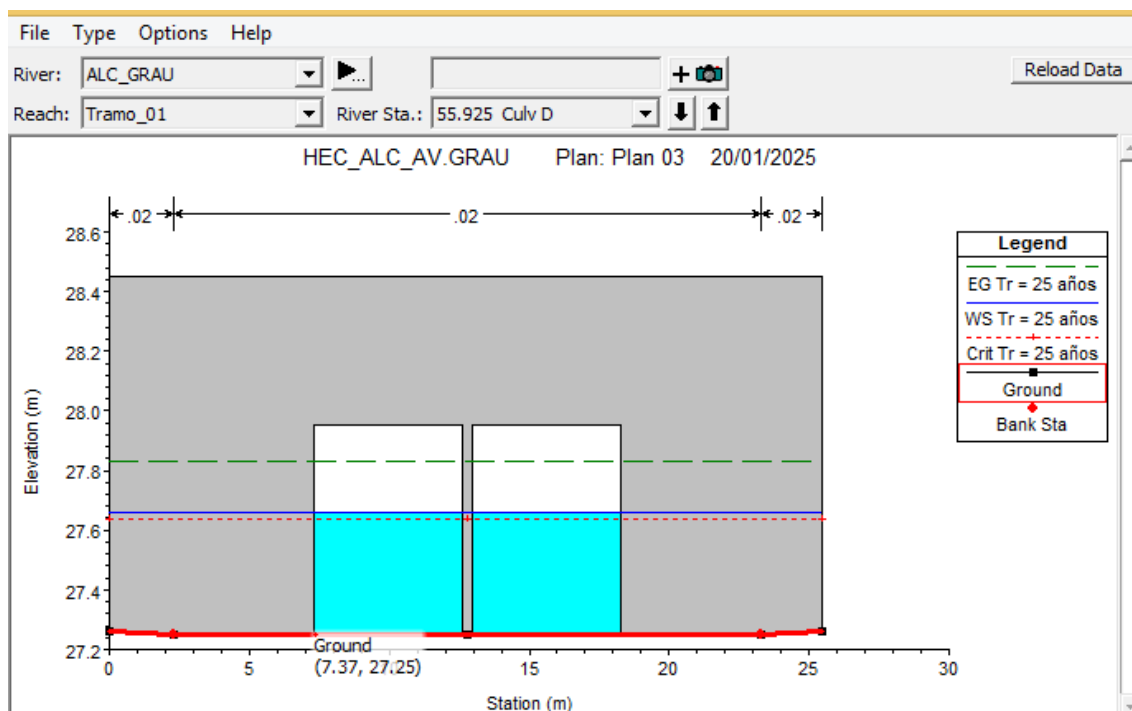 File Type Options Help
River: ALC_GRAU
Reload Data
Reach: Tramo_01 River Sta.: 55.925 Culv D
HEC_ALC_AV.GRAU Plan: Plan 03 20/01/2025
.02 .02 .02
28.6
28.4
28.2
28.0
27.8
27.6
27.4
27.2
Elevation (m)
Legend
EG Tr = 25 años
WS Tr = 25 años
Crit Tr = 25 años
Ground
Bank Sta
Ground
(7.37, 27.25)
0 5 15 20 25 30
Station (m)